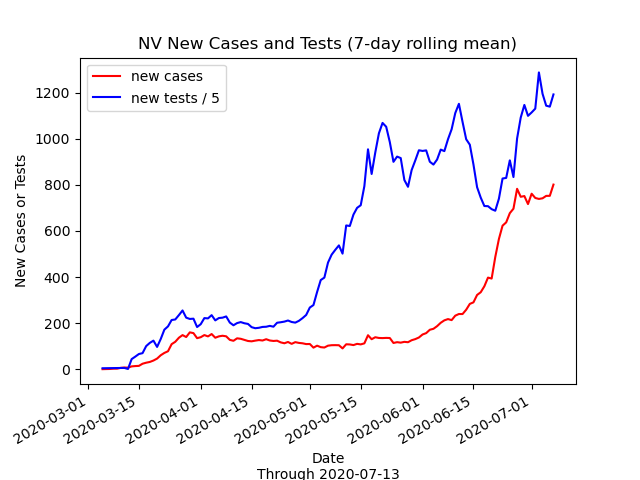 NV New Cases and Tests (7-day rolling mean)
new cases
new tests / 5
1200
1000
800
600
400
200
0
New Cases or Tests
2020-03-01
2020-03-15
2020-04-01
2020-04-15
2020-05-01
2020-05-15
2020-06-01
2020-06-15
2020-07-01
Date
Through 2020-07-13